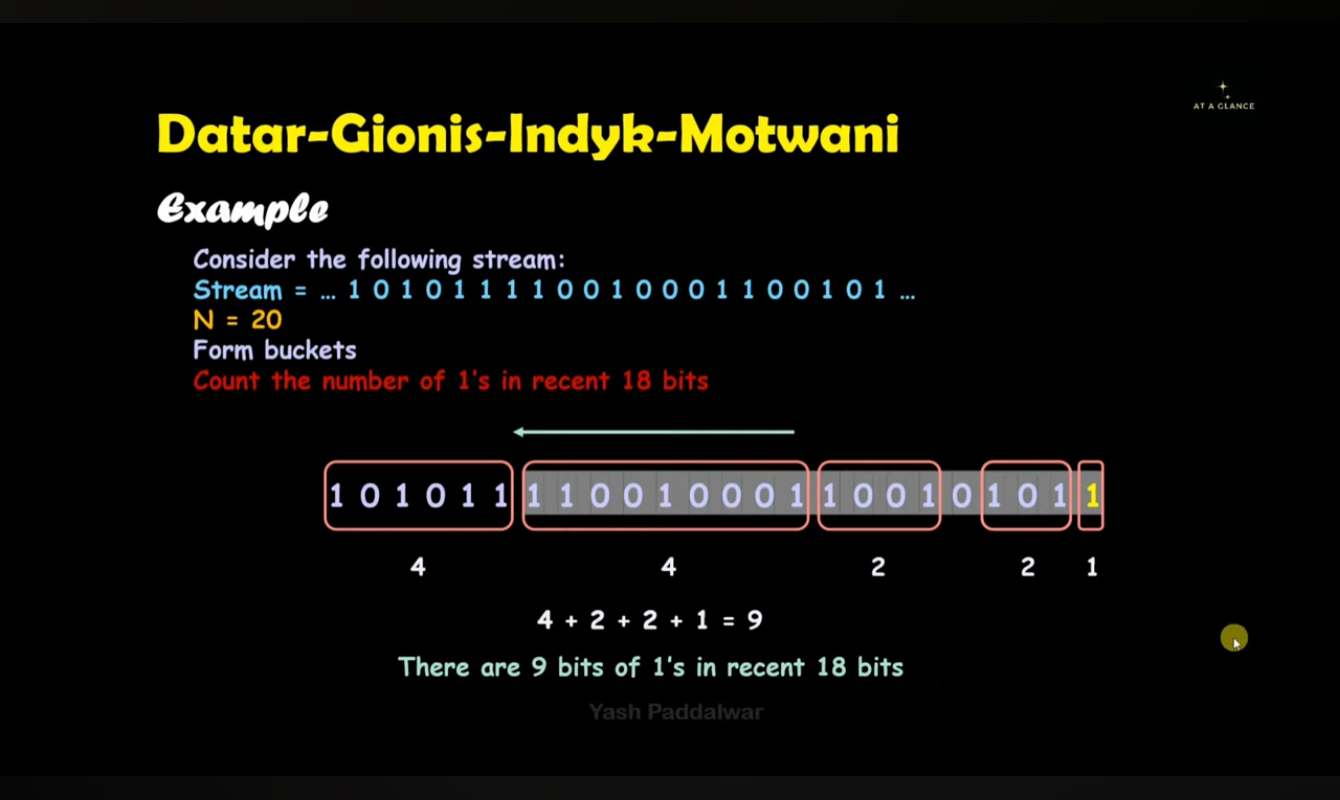 AT A GLANCE
Datar-Gionis-Indyk-Motwani
Example
Consider the following stream:
Stream = ... 1 0 1 0 1 1 1 1 0 0 1 0 0 0 1 1 0 0 1 0 1 ...
N = 20
Form buckets
Count the number of 1's in recent 18 bits
1 0 1 0 1 1 1 1 0 0 1 0 0 0 1 1 0 0 1 0 1 0 1 1
4 4 2 2 1
4 + 2 + 2 + 1 = 9
There are 9 bits of 1's in recent 18 bits
Yash Paddalwar